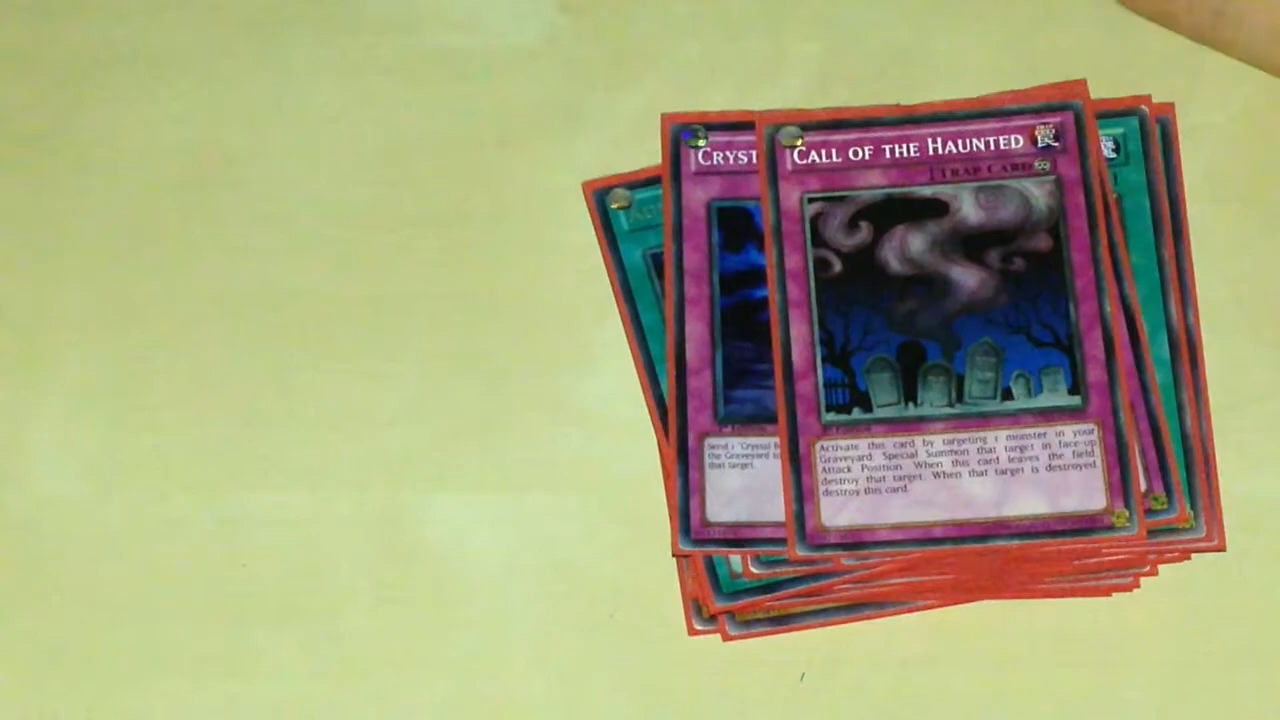 CRYST
CALL OF THE HAUNTED
TRAP CARD
Send 1 "Crystal B
the Graveyard to
that target.
Activate this card by targeting 1 monster in your
Graveyard; Special Summon that target in face-up
Attack Position. When this card leaves the field,
destroy that target. When that target is destroyed,
destroy this card.